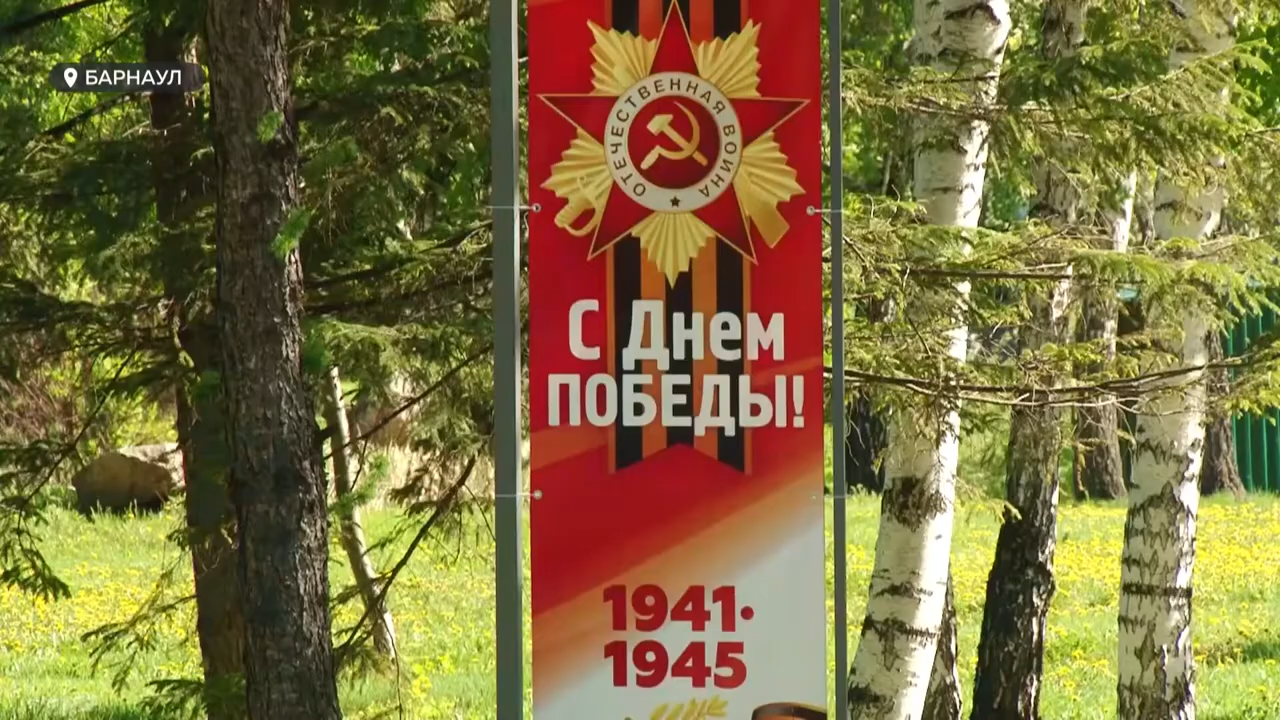 БАРНАУЛ
ОТЕЧЕСТВЕННАЯ ВОЙНА
С Днем
ПОБЕДЫ!
1941-
1945